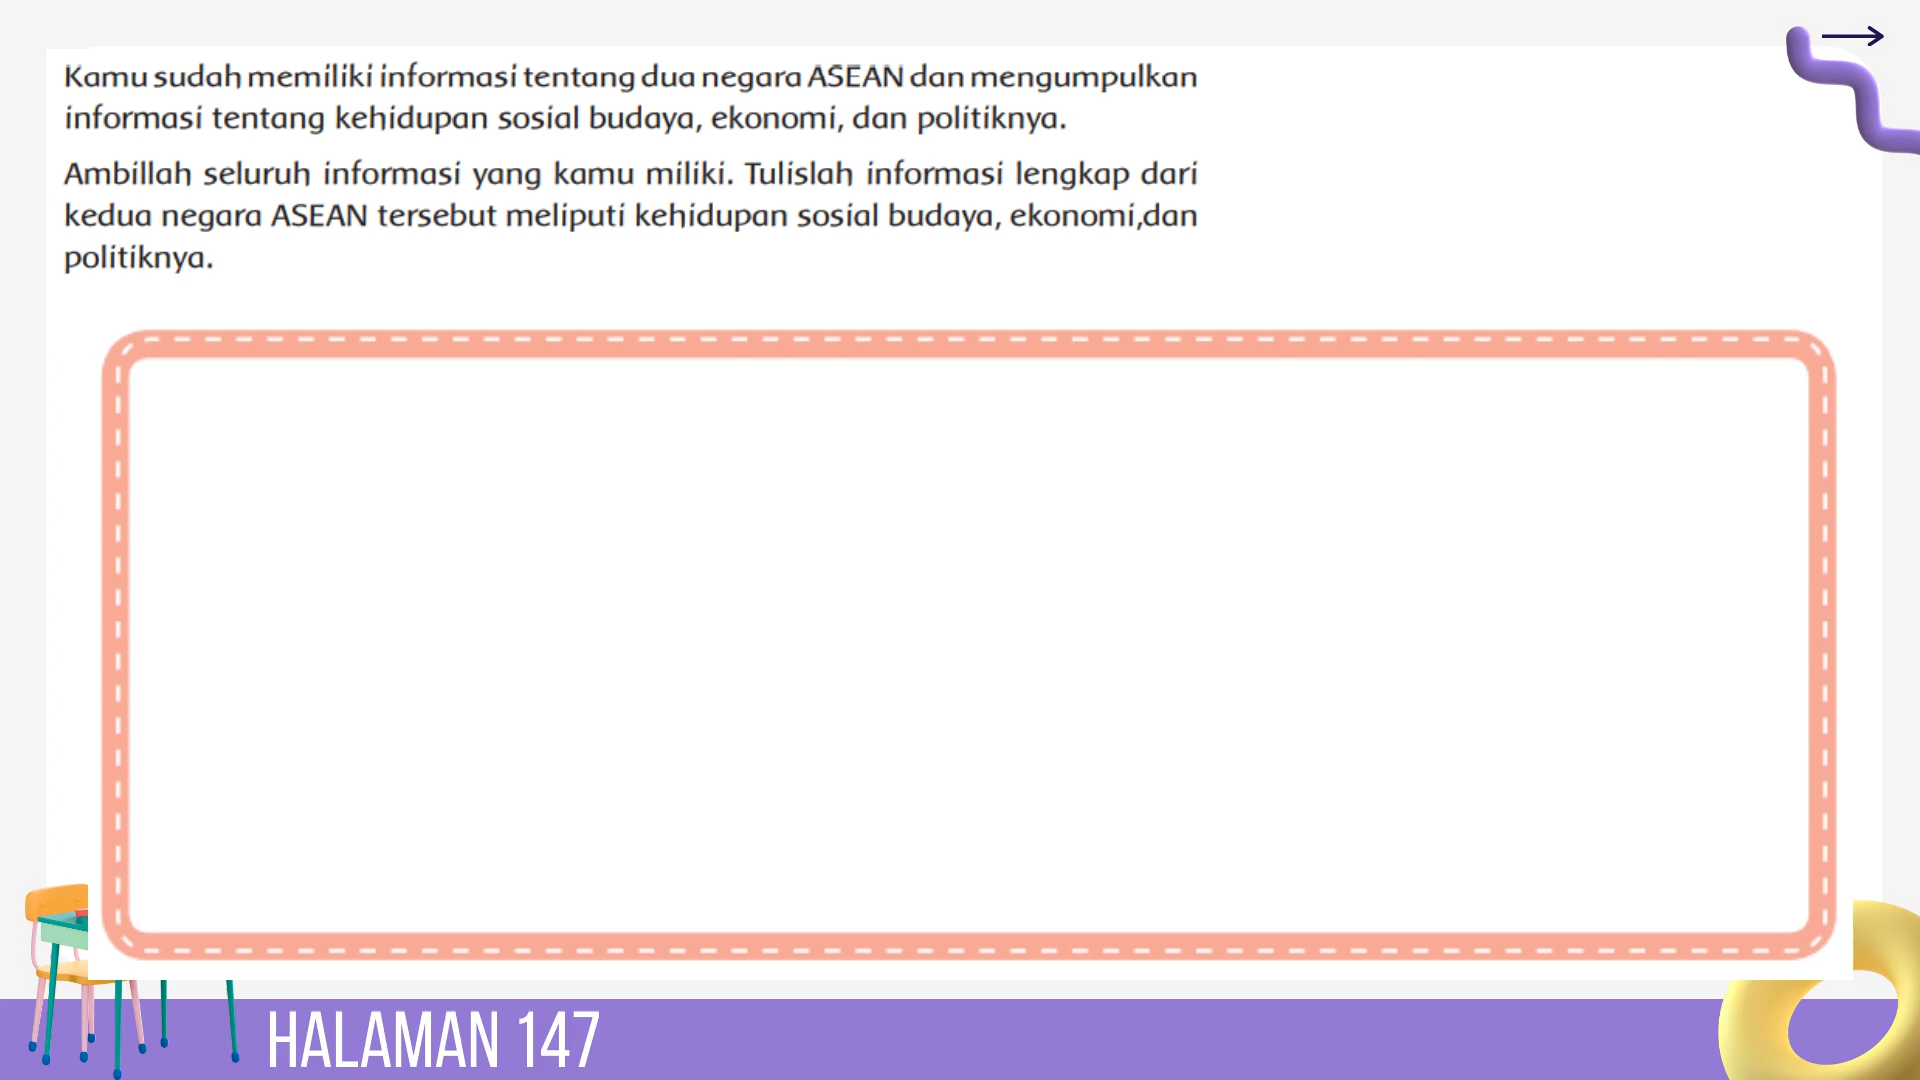 Kamu sudah memiliki informasi tentang dua negara ASEAN dan mengumpulkan
informasi tentang kehidupan sosial budaya, ekonomi, dan politiknya.
Ambillah seluruh informasi yang kamu miliki. Tulislah informasi lengkap dari
kedua negara ASEAN tersebut meliputi kehidupan sosial budaya, ekonomi,dan
politiknya.
HALAMAN 147